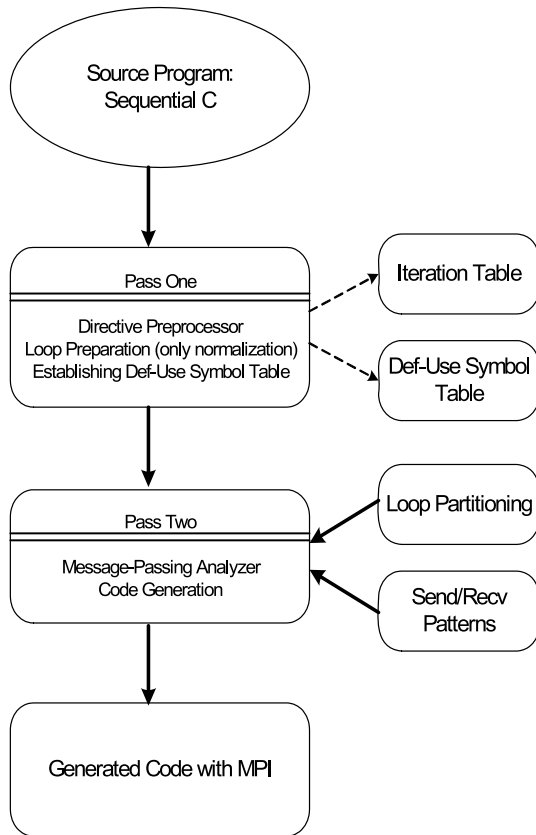 Source Program:
Sequential C
Pass One
Directive Preprocessor
Loop Preparation (only normalization)
Establishing Def-Use Symbol Table
Iteration Table
Def-Use Symbol
Table
Pass Two
Message-Passing Analyzer
Code Generation
Loop Partitioning
Send/Recv
Patterns
Generated Code with MPI